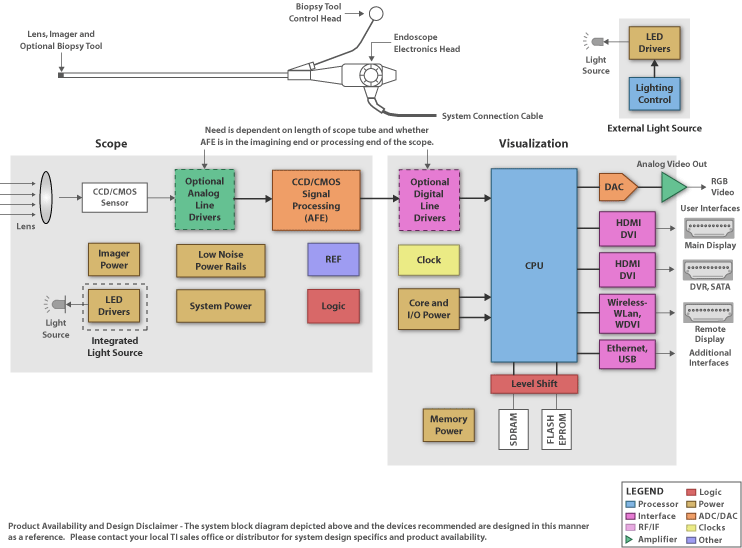 Biopsy Tool
Control Head
Lens, Imager and
Optional Biopsy Tool
Endoscope
Electronics Head
System Connection Cable
LED
Drivers
Light
Source
Lighting
Control
External Light Source
Need is dependent on length of scope tube and whether
AFE is in the imagining end or processing end of the scope.
Scope
Visualization
Lens
CCD/CMOS
Sensor
Optional
Analog
Line
Drivers
CCD/CMOS
Signal
Processing
(AFE)
Optional
Digital
Line
Drivers
CPU
DAC
Analog Video Out
RGB
Video
User Interfaces
HDMI
DVI
Main Display
HDMI
DVI
DVR, SATA
Wireless-
WLan,
WDVI
Remote
Display
Ethernet,
USB
Additional
Interfaces
Imager
Power
Low Noise
Power Rails
REF
Clock
LED
Drivers
Light
Source
Integrated
Light Source
System Power
Logic
Core and
I/O Power
Level Shift
SDRAM
FLASH
EPROM
Memory
Power
LEGEND
Processor
Interface
RF/IF
Amplifier
Logic
Power
ADC/DAC
Clocks
Other
Product Availability and Design Disclaimer - The system block diagram depicted above and the devices recommended are designed in this manner
as a reference. Please contact your local TI sales office or distributor for system design specifics and product availability.